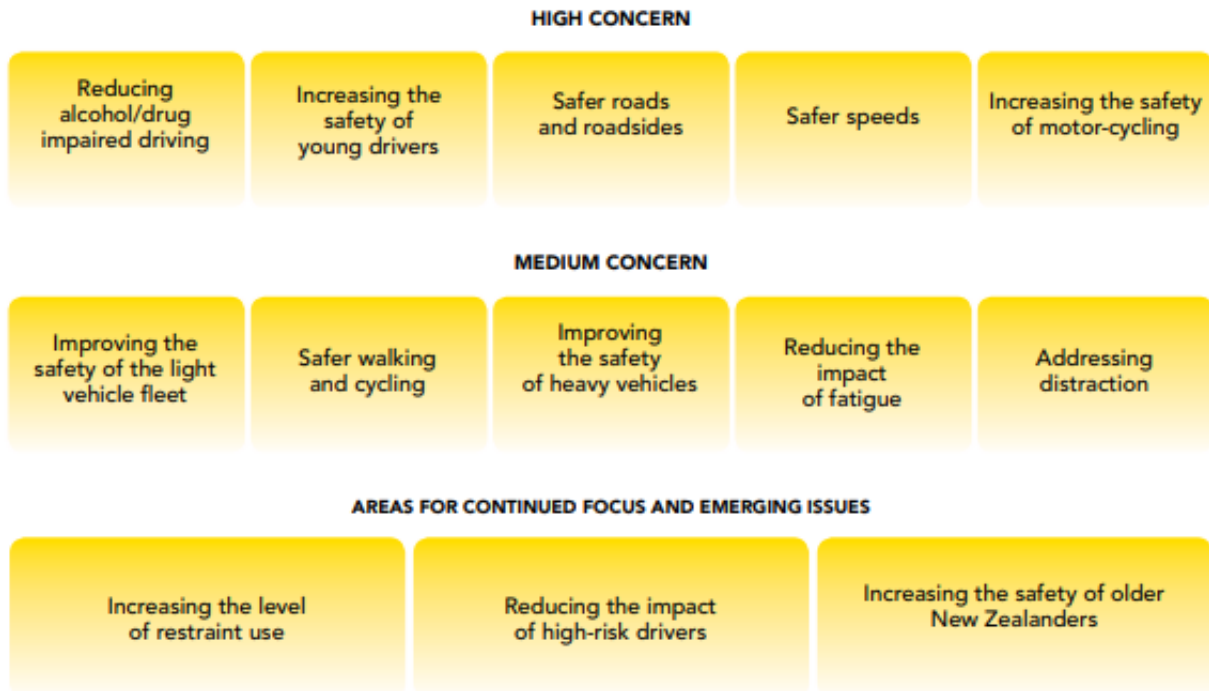 HIGH CONCERN
Reducing
alcohol/drug
impaired driving
Increasing the
safety of
young drivers
Safer roads
and roadsides
Safer speeds
Increasing the safety
of motor-cycling
MEDIUM CONCERN
Improving the
safety of the light
vehicle fleet
Safer walking
and cycling
Improving
the safety
of heavy vehicles
Reducing the
impact
of fatigue
Addressing
distraction
AREAS FOR CONTINUED FOCUS AND EMERGING ISSUES
Increasing the level
of restraint use
Reducing the impact
of high-risk drivers
Increasing the safety of older
New Zealanders